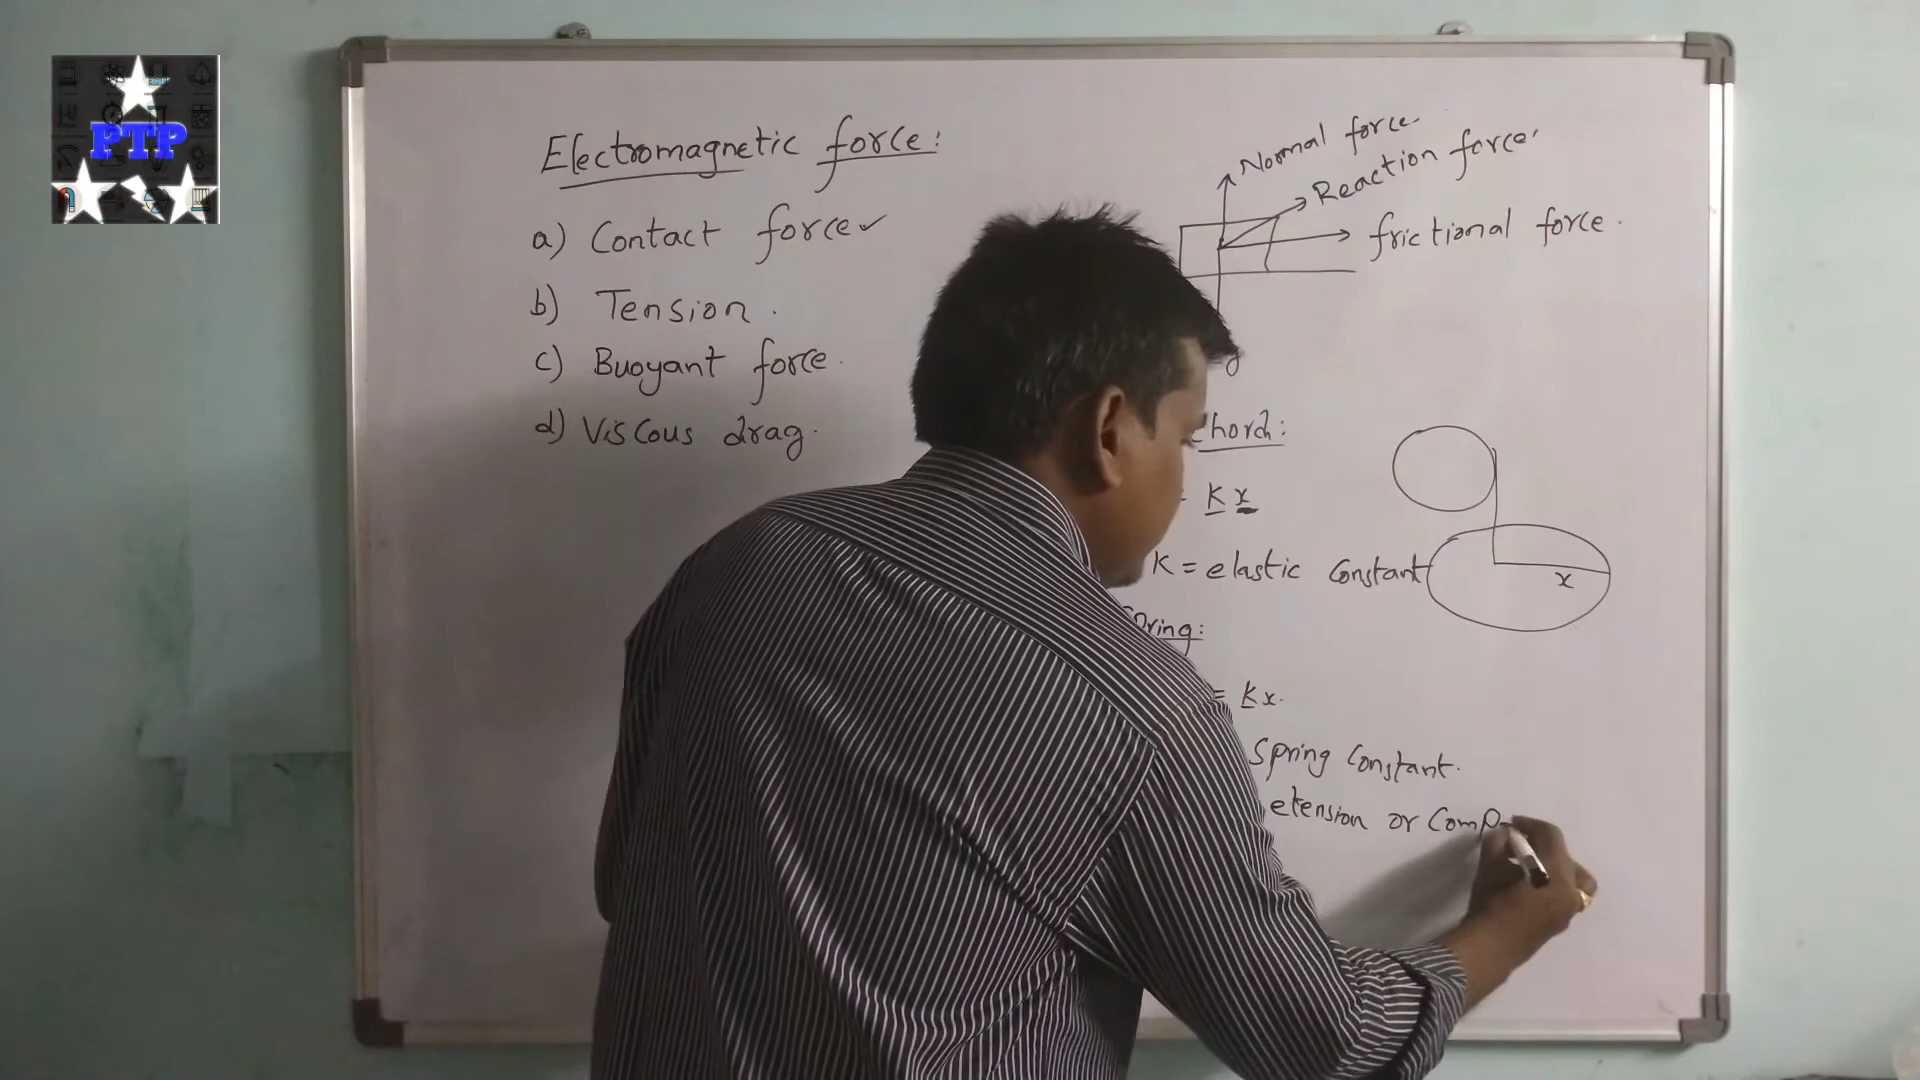 PTP
Electromagnetic force:
a) Contact force✓
b) Tension.
c) Buoyant force.
d) Viscous drag.
Normal force
Reaction force
frictional force.
g
chord:
= K x
K = elastic Constant
x
Spring:
= Kx.
Spring Constant.
etension or Comp